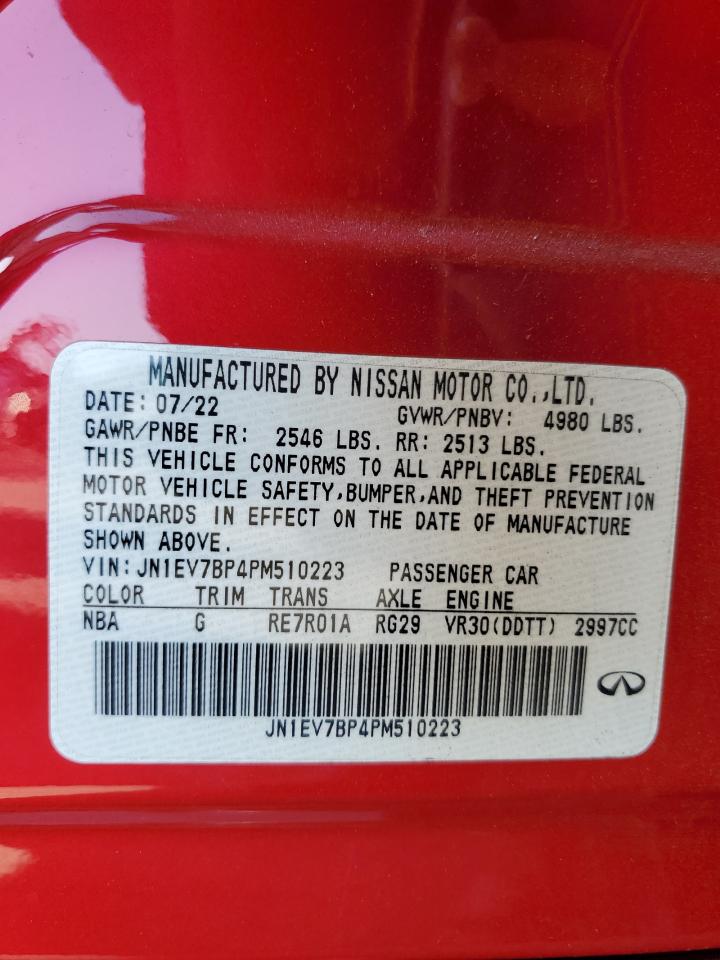 MANUFACTURED BY NISSAN MOTOR CO.,LTD.
DATE: 07/22 GVWR/PNBV: 4980 LBS.
GAWR/PNBE FR: 2546 LBS. RR: 2513 LBS.
THIS VEHICLE CONFORMS TO ALL APPLICABLE FEDERAL
MOTOR VEHICLE SAFETY,BUMPER,AND THEFT PREVENTION
STANDARDS IN EFFECT ON THE DATE OF MANUFACTURE
SHOWN ABOVE.
VIN:JN1EV7BP4PM510223 PASSENGER CAR
COLOR TRIM TRANS AXLE ENGINE
NBA G RE7R01A RG29 VR30(DDTT) 2997CC
JN1EV7BP4PM510223